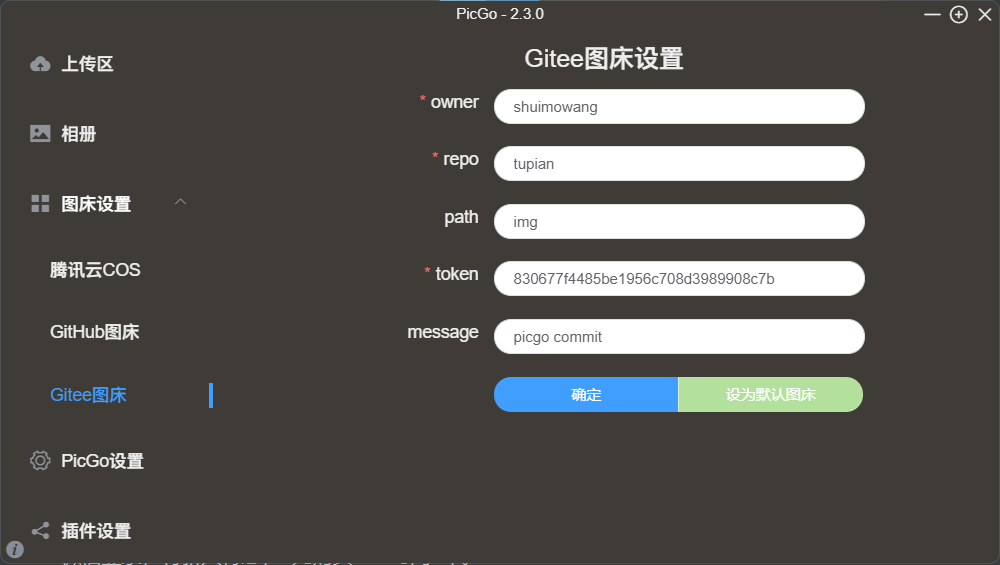 PicGo - 2.3.0
上传区
相册
图床设置
腾讯云COS
GitHub图床
Gitee图床
PicGo设置
插件设置
Gitee图床设置
* owner
shuimowang
* repo
tupian
path
img
* token
830677f4485be1956c708d3989908c7b
message
picgo commit
确定
设为默认图床